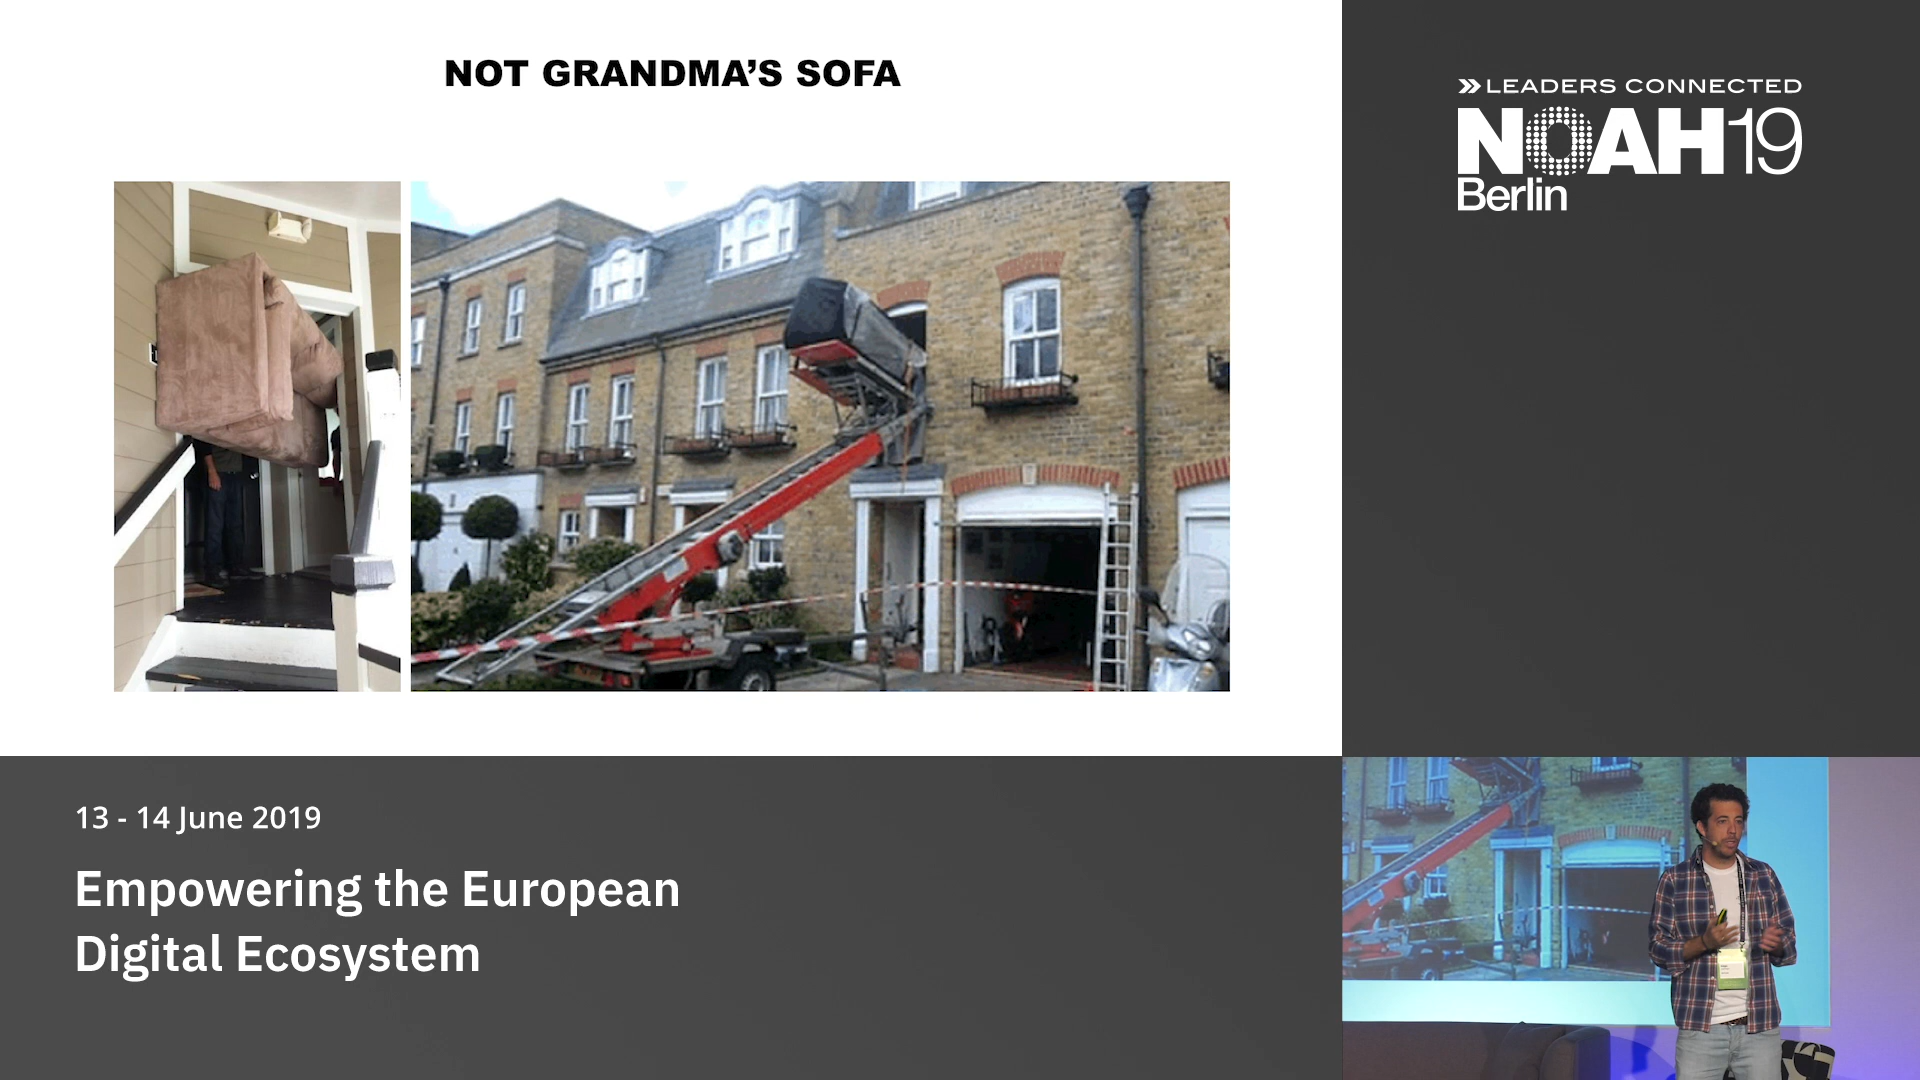 NOT GRANDMA'S SOFA
LEADERS CONNECTED
NOAH19
Berlin
13 - 14 June 2019
Empowering the European
Digital Ecosystem